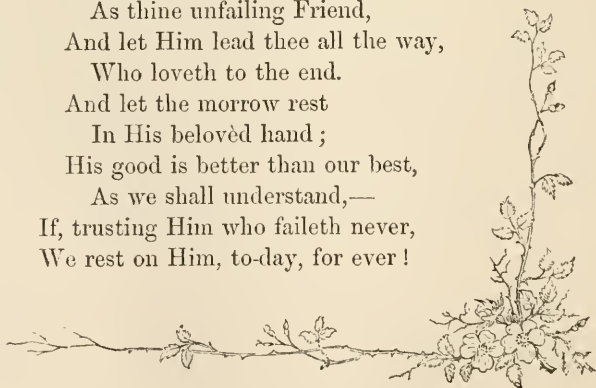 As thine unfailing Friend,
And let Him lead thee all the way,
Who loveth to the end.
And let the morrow rest
In His belovèd hand ;
His good is better than our best,
As we shall understand,—
If, trusting Him who faileth never,
We rest on Him, to-day, for ever !